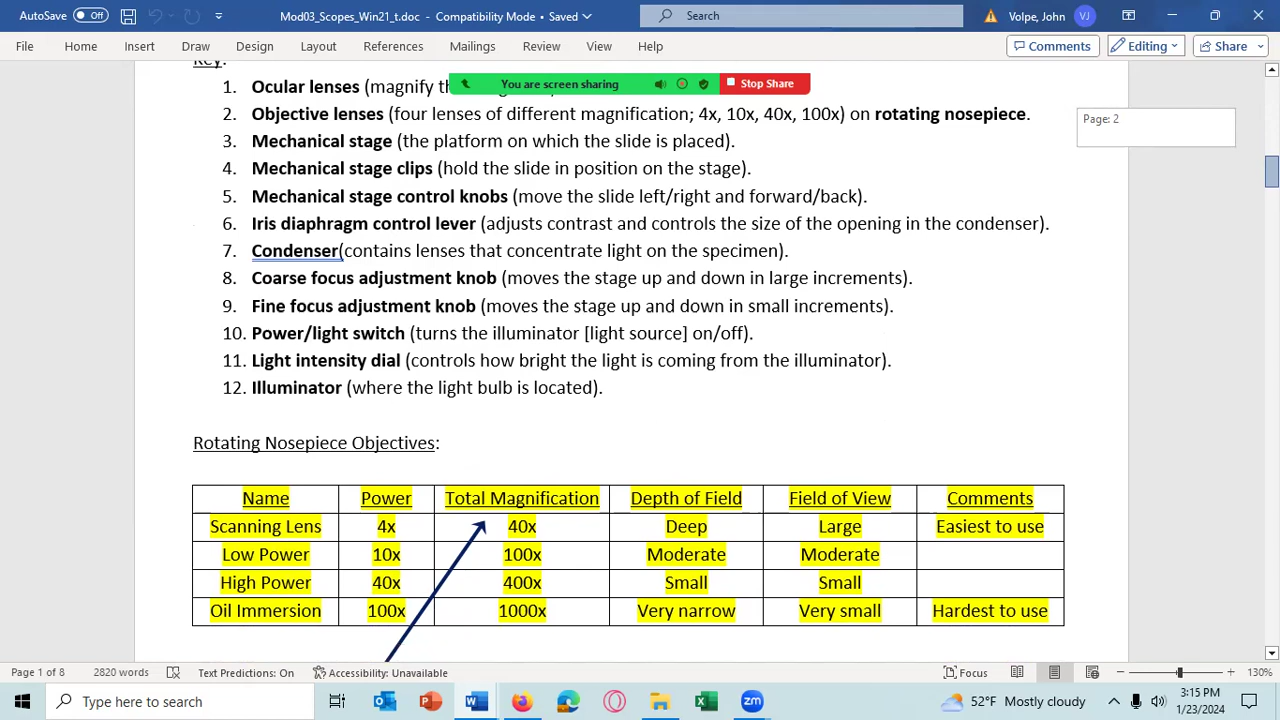 AutoSave Off Mod03_Scopes_Win21_t.doc - Compatibility Mode • Saved Search Volpe, John VJ
File Home Insert Draw Design Layout References Mailings Review View Help Comments Editing Share
Key:
You are screen sharing Stop Share
1. Ocular lenses (magnify th
2. Objective lenses (four lenses of different magnification; 4x, 10x, 40x, 100x) on rotating nosepiece.
Page: 2
3. Mechanical stage (the platform on which the slide is placed).
4. Mechanical stage clips (hold the slide in position on the stage).
5. Mechanical stage control knobs (move the slide left/right and forward/back).
6. Iris diaphragm control lever (adjusts contrast and controls the size of the opening in the condenser).
7. Condenser(contains lenses that concentrate light on the specimen).
8. Coarse focus adjustment knob (moves the stage up and down in large increments).
9. Fine focus adjustment knob (moves the stage up and down in small increments).
10. Power/light switch (turns the illuminator [light source] on/off).
11. Light intensity dial (controls how bright the light is coming from the illuminator).
12. Illuminator (where the light bulb is located).
Rotating Nosepiece Objectives:
Name Power Total Magnification Depth of Field Field of View Comments
Scanning Lens 4x 40x Deep Large Easiest to use
Low Power 10x 100x Moderate Moderate
High Power 40x 400x Small Small
Oil Immersion 100x 1000x Very narrow Very small Hardest to use
Page 1 of 8 2820 words Text Predictions: On Accessibility: Unavailable Focus 130%
Type here to search 52°F Mostly cloudy 3:15 PM
1/23/2024